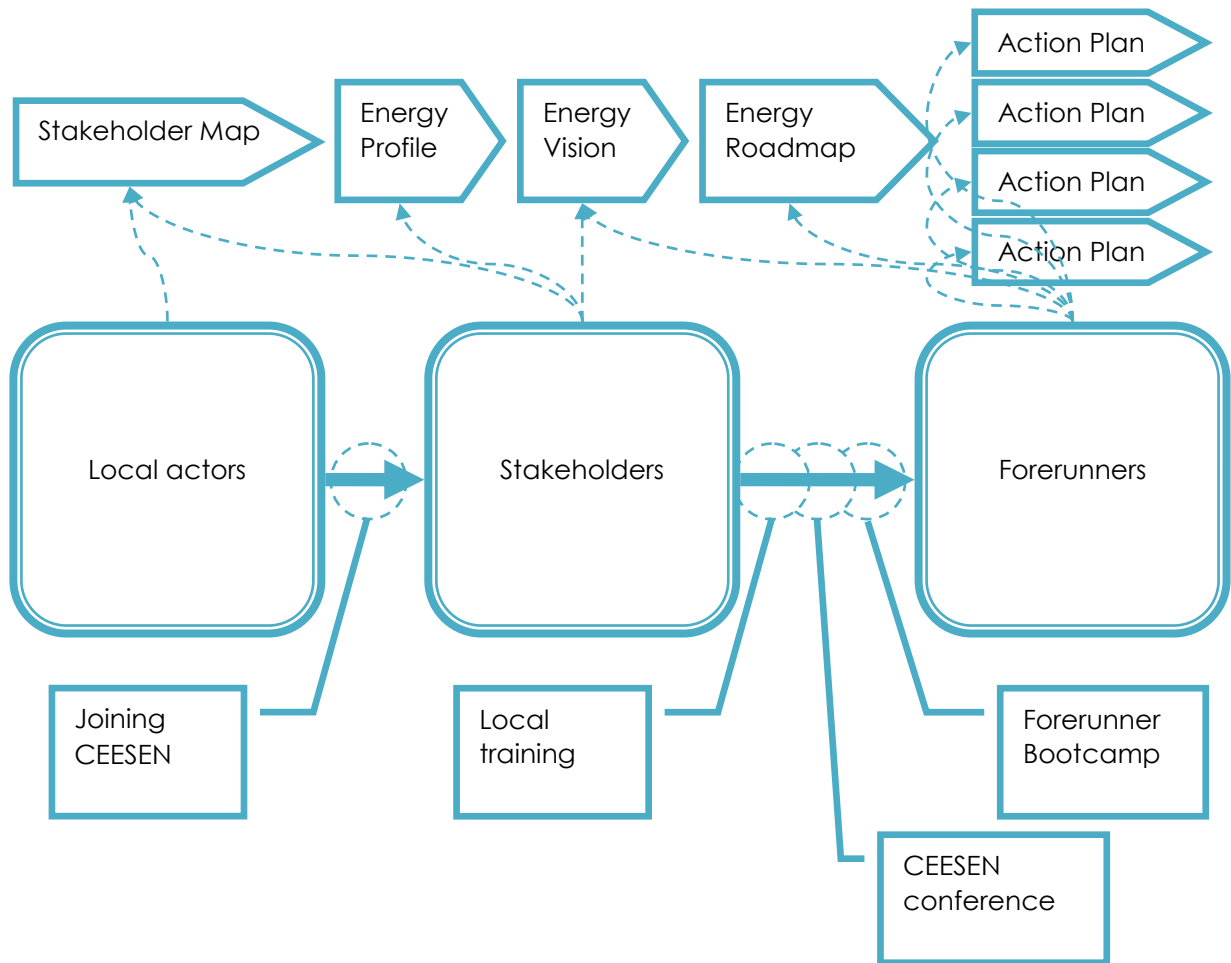 Action Plan
Stakeholder Map
Energy
Profile
Energy
Vision
Energy
Roadmap
Action Plan
Action Plan
Action Plan
Local actors
Stakeholders
Forerunners
Joining
CEESEN
Local
training
Forerunner
Bootcamp
CEESEN
conference